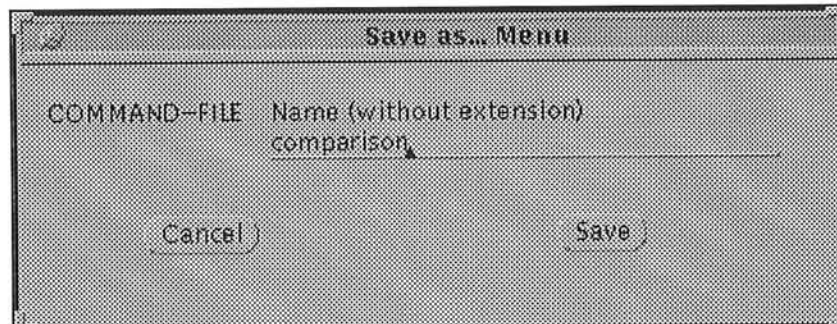 Save as... Menu
COMMAND-FILE Name (without extension)
comparison
Cancel Save